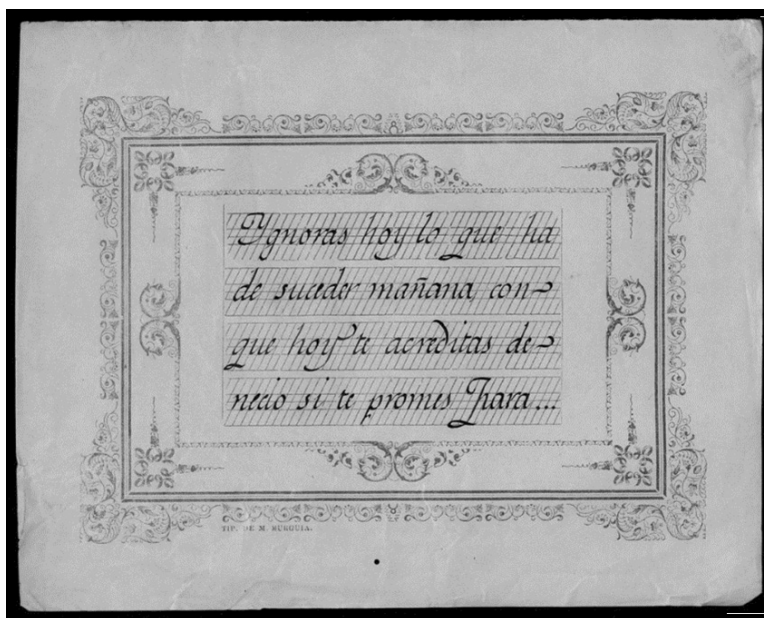 Ygnoras hoy lo que ha
de suceder mañana, con-
que hoy te acreditas de-
necio si te promes
TIP. DE M. MURGUIA.